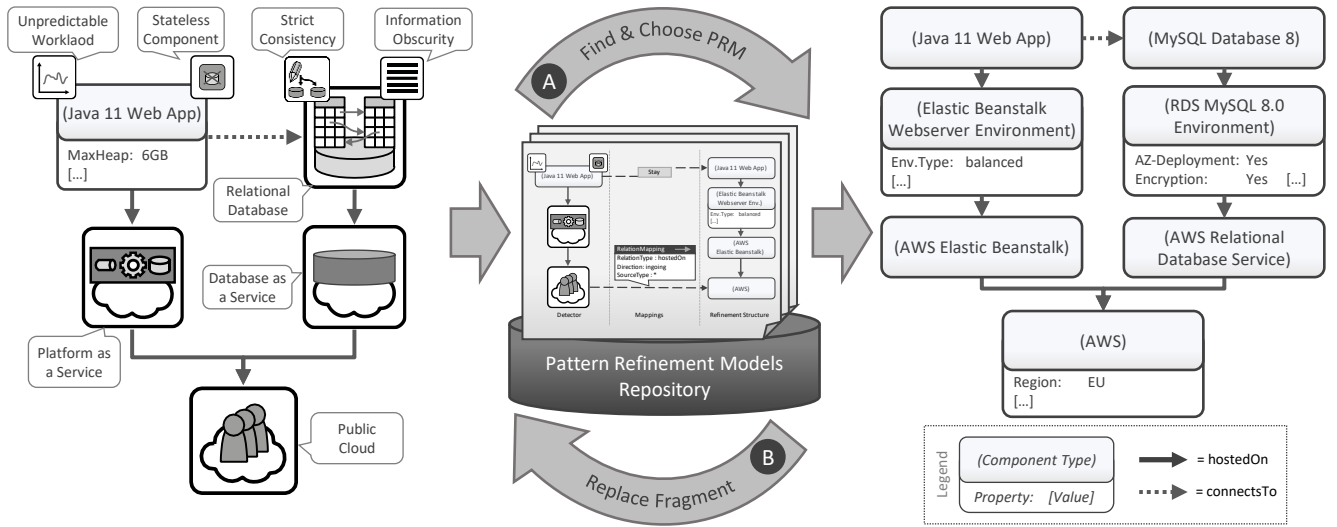 Unpredictable
Worklaod
Stateless
Component
Strict
Consistency
Information
Obscurity
(Java 11 Web App)
MaxHeap: 6GB
[...]
Relational
Database
Database as
a Service
Platform as
a Service
Public
Cloud
A
Find & Choose PRM
(Java 11 Web App)
Stay
(Java 11 Web App)
(Elastic Beanstalk
Webserver Env.)
Env.Type: balanced
[...]
(AWS
Elastic Beanstalk)
RelationMapping
RelationType : hostedOn
Direction: ingoing
SourceType : *
(AWS)
Detector
Mappings
Refinement Structure
Pattern Refinement Models
Repository
B
Replace Fragment
(Java 11 Web App)
(MySQL Database 8)
(Elastic Beanstalk
Webserver Environment)
Env.Type: balanced
[...]
(RDS MySQL 8.0
Environment)
AZ-Deployment: Yes
Encryption: Yes [...]
(AWS Elastic Beanstalk)
(AWS Relational
Database Service)
(AWS)
Region: EU
[...]
Legend
(Component Type)
Property: [Value]
= hostedOn
= connectsTo